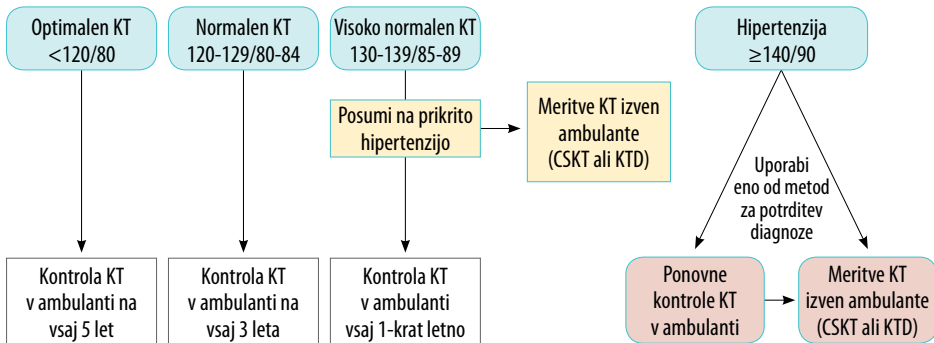 Optimalen KT
<120/80
Normalen KT
120-129/80-84
Visoko normalen KT
130-139/85-89
Hipertenzija
≥140/90
Posumi na prikrito
hipertenzijo
Meritve KT izven
ambulante
(CSKT ali KTD)
Uporabi
eno od metod
za potrditev
diagnoze
Kontrola KT
v ambulanti na
vsaj 5 let
Kontrola KT
v ambulanti na
vsaj 3 leta
Kontrola KT
v ambulanti
vsaj 1-krat letno
Ponovne
kontrole KT
v ambulanti
Meritve KT
izven ambulante
(CSKT ali KTD)